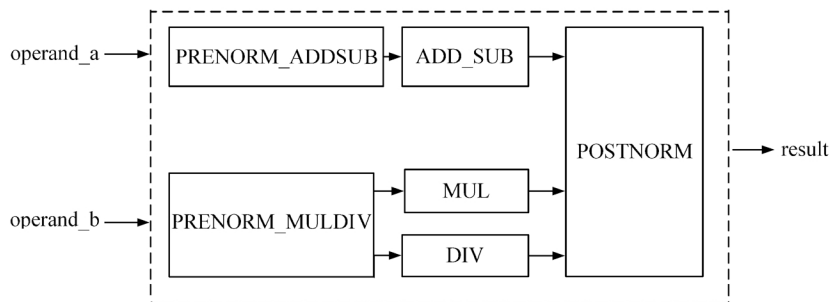 operand_a
PRENORM_ADDSUB
ADD_SUB
POSTNORM
result
operand_b
PRENORM_MULDIV
MUL
DIV